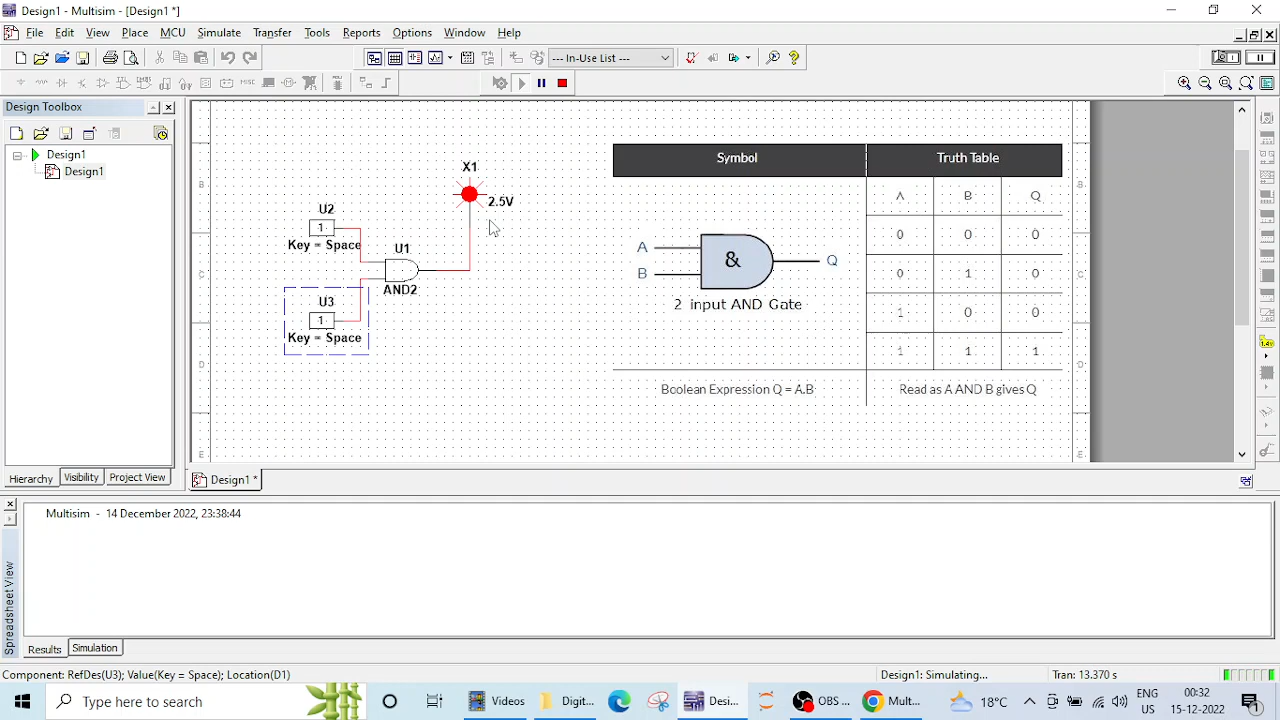 Design1 - Multisim - [Design1 *]
File Edit View Place MCU Simulate Transfer Tools Reports Options Window Help
--- In-Use List ---
Design Toolbox
Design1
Design1
X1
2.5V
U2
1
Key = Space
U1
AND2
U3
1
Key = Space
Symbol
Truth Table
A
B
&
Q
2 input AND Gate
A B Q
0 0 0
0 1 0
1 0 0
1 1 1
Boolean Expression Q = A.B
Read as A AND B gives Q
B
C
D
E
B
C
D
E
Hierarchy Visibility Project View
Design1 *
Multisim - 14 December 2022, 23:38:44
Spreadsheet View
Results Simulation
Component: RefDes(U3); Value(Key = Space); Location(D1)
Design1: Simulating...
Tran: 13.370 s
Type here to search
Videos
Digit...
Desi...
OBS ...
Mult...
18°C
ENG
US
00:32
15-12-2022